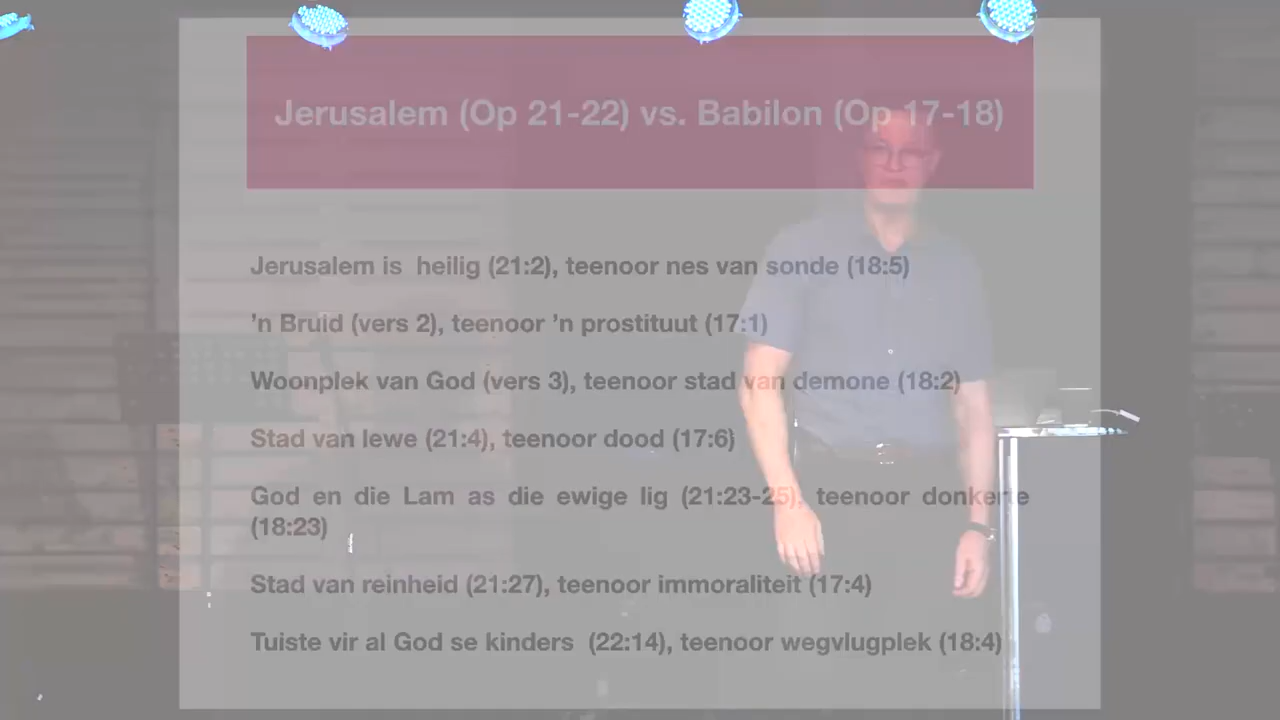 Jerusalem (Op 21-22) vs. Babilon (Op 17-18)
Jerusalem is heilig (21:2), teenoor nes van sonde (18:5)
’n Bruid (vers 2), teenoor ’n prostituut (17:1)
Woonplek van God (vers 3), teenoor stad van demone (18:2)
Stad van lewe (21:4), teenoor dood (17:6)
God en die Lam as die ewige lig (21:23-25), teenoor donkerte
(18:23)
Stad van reinheid (21:27), teenoor immoraliteit (17:4)
Tuiste vir al God se kinders (22:14), teenoor wegvlugplek (18:4)